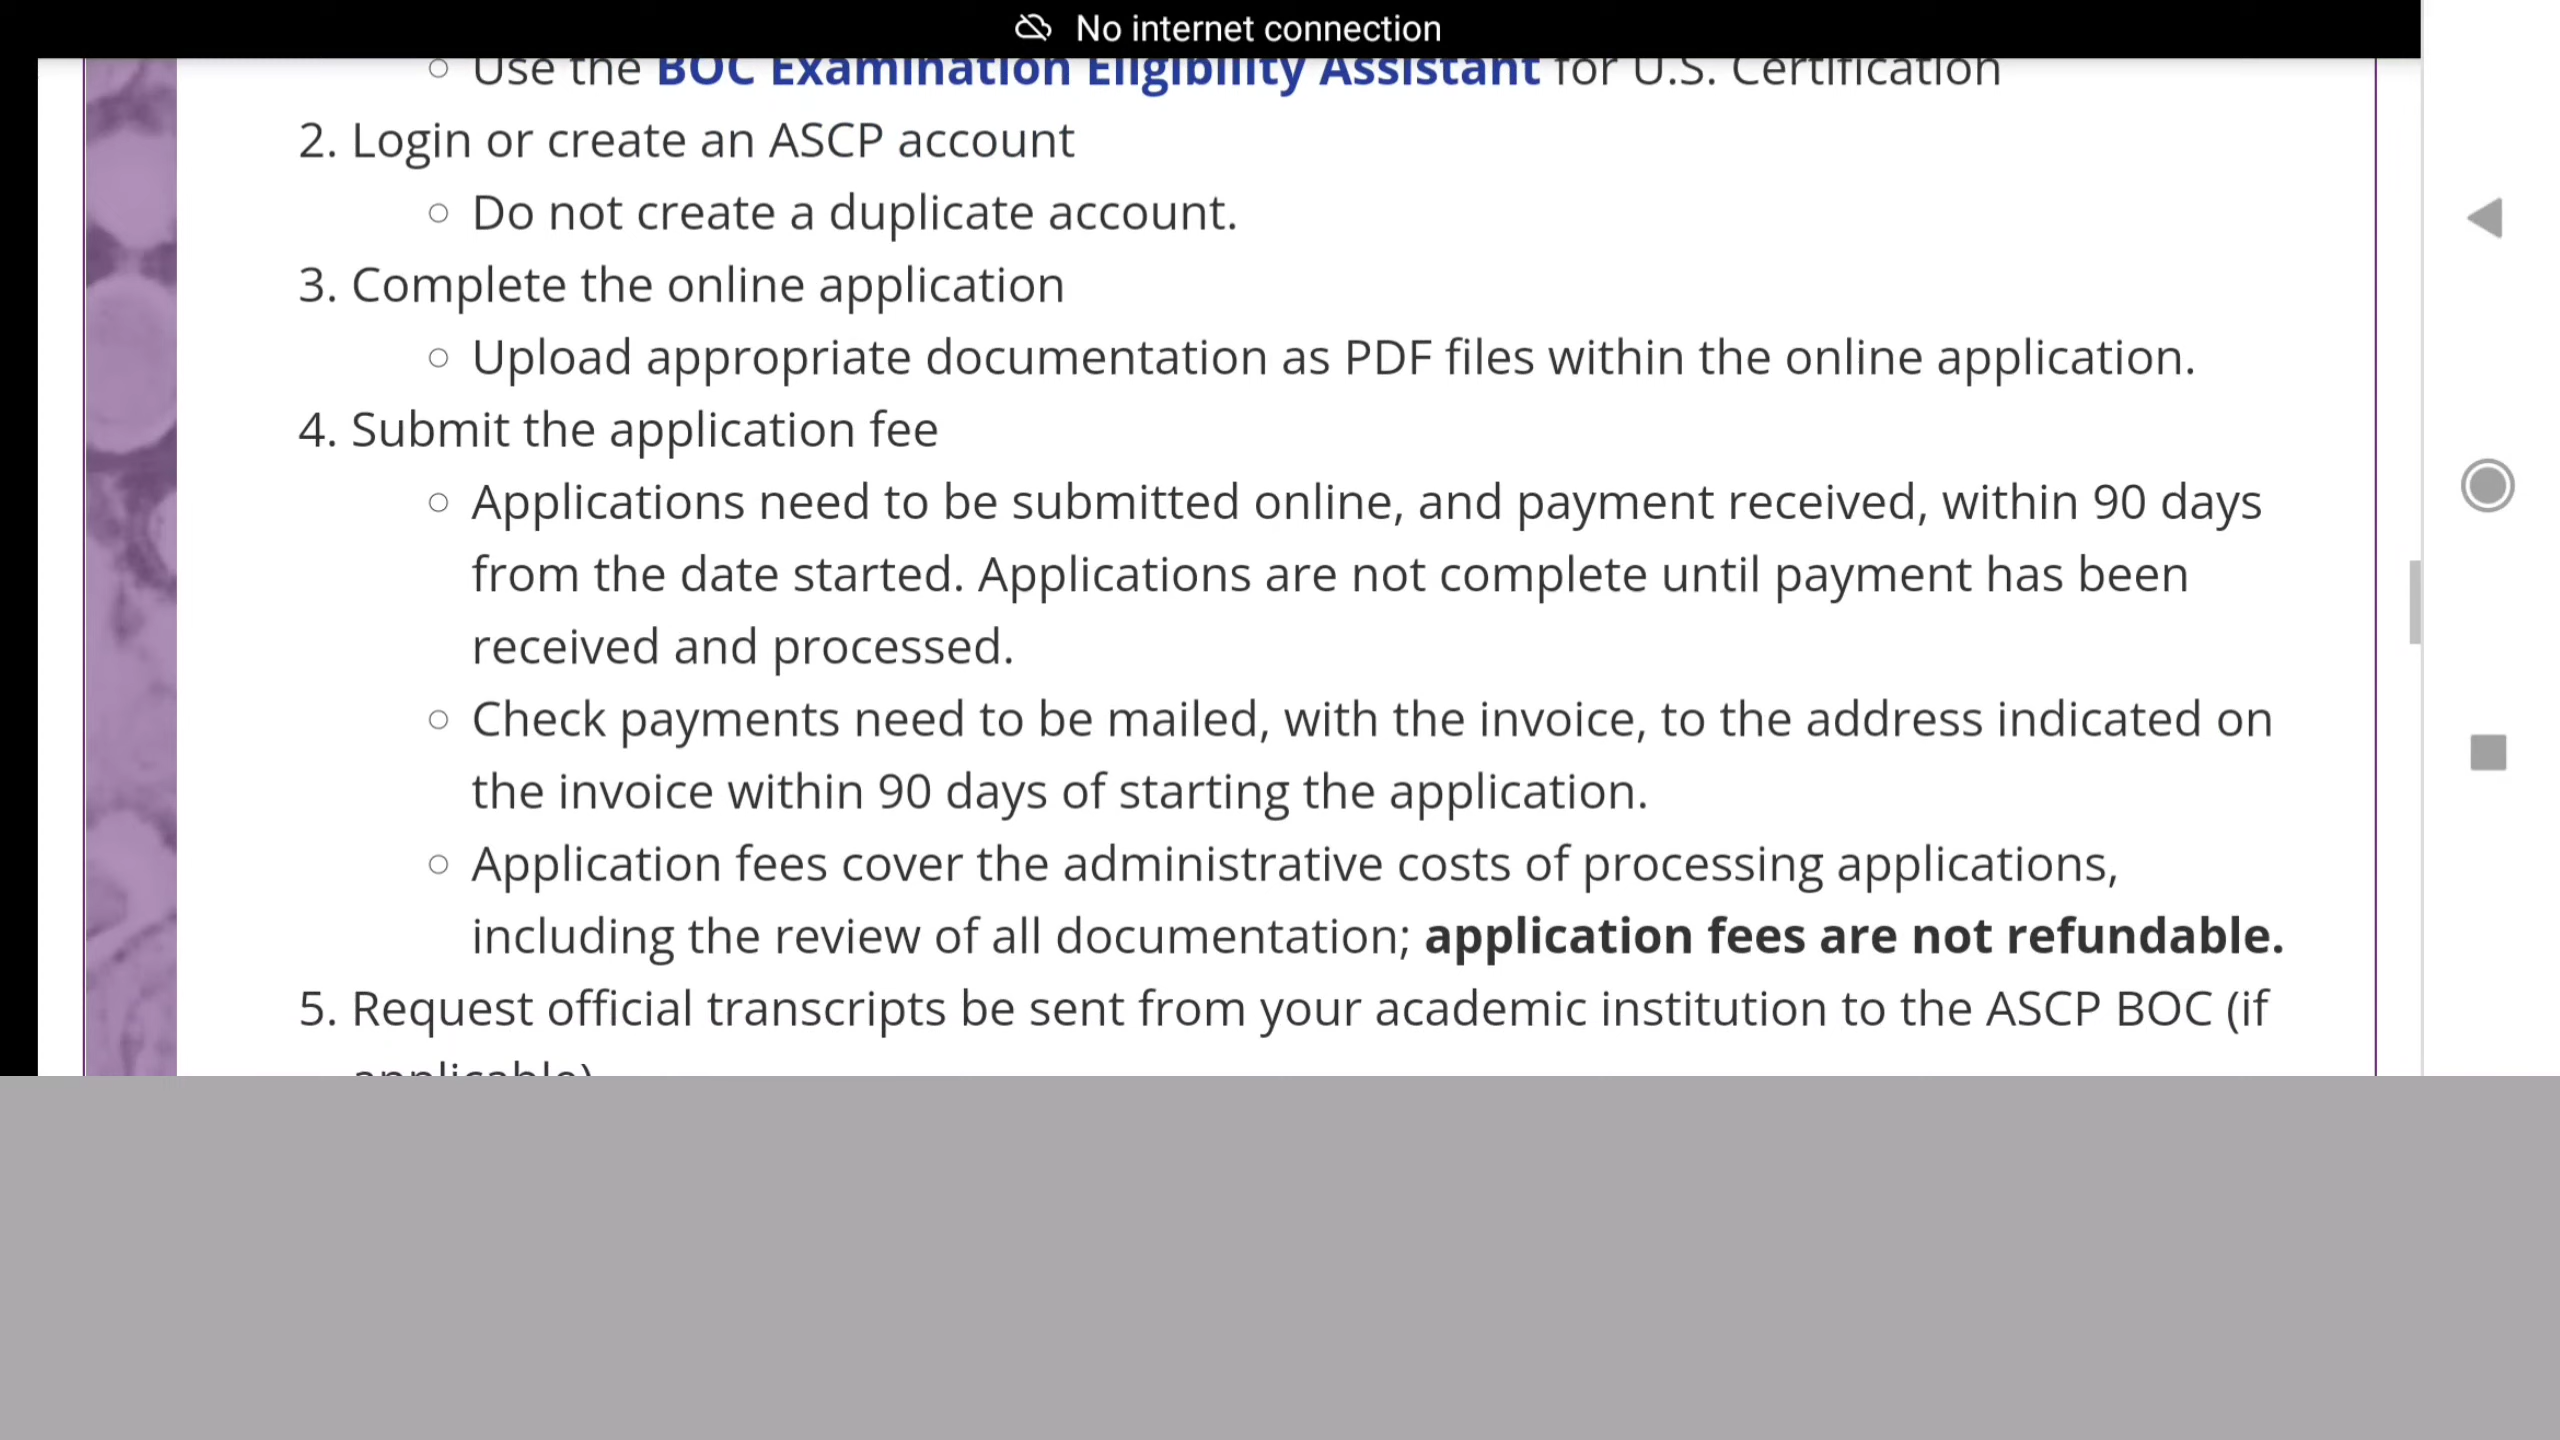 No internet connection
Use the BOC Examination Eligibility Assistant for U.S. Certification
2. Login or create an ASCP account
Do not create a duplicate account.
3. Complete the online application
Upload appropriate documentation as PDF files within the online application.
4. Submit the application fee
Applications need to be submitted online, and payment received, within 90 days
from the date started. Applications are not complete until payment has been
received and processed.
Check payments need to be mailed, with the invoice, to the address indicated on
the invoice within 90 days of starting the application.
Application fees cover the administrative costs of processing applications,
including the review of all documentation; application fees are not refundable.
5. Request official transcripts be sent from your academic institution to the ASCP BOC (if
applicable)